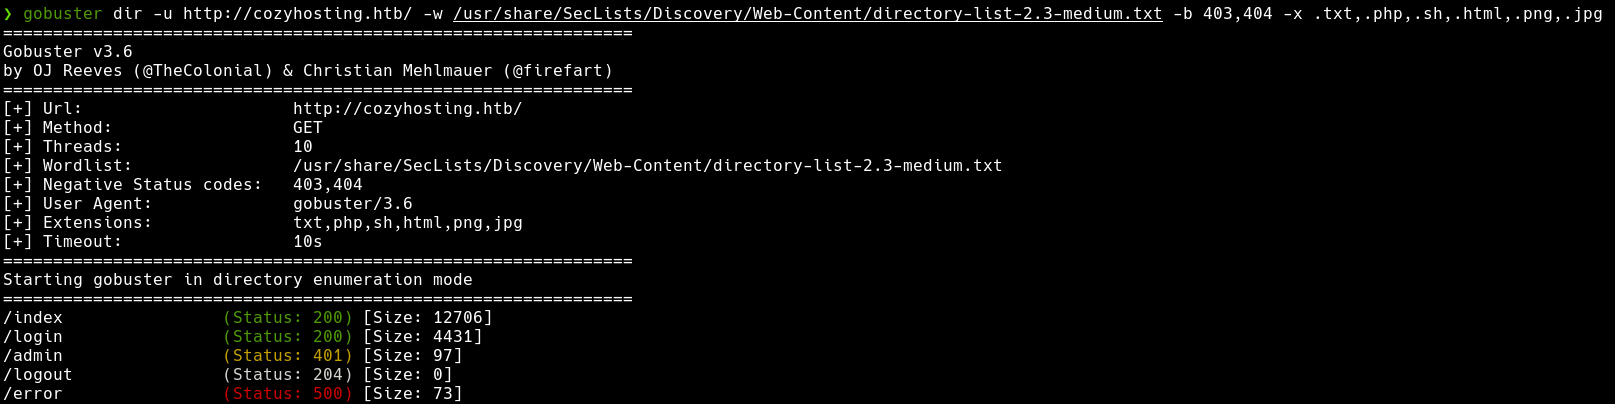 ❯ gobuster dir -u http://cozyhosting.htb/ -w /usr/share/SecLists/Discovery/Web-Content/directory-list-2.3-medium.txt -b 403,404 -x .txt,.php,.sh,.html,.png,.jpg
===============================================================
Gobuster v3.6
by OJ Reeves (@TheColonial) & Christian Mehlmauer (@firefart)
===============================================================
[+] Url:                     http://cozyhosting.htb/
[+] Method:                  GET
[+] Threads:                 10
[+] Wordlist:                /usr/share/SecLists/Discovery/Web-Content/directory-list-2.3-medium.txt
[+] Negative Status codes:   403,404
[+] User Agent:              gobuster/3.6
[+] Extensions:              txt,php,sh,html,png,jpg
[+] Timeout:                 10s
===============================================================
Starting gobuster in directory enumeration mode
===============================================================
/index                (Status: 200) [Size: 12706]
/login                (Status: 200) [Size: 4431]
/admin                (Status: 401) [Size: 97]
/logout               (Status: 204) [Size: 0]
/error                (Status: 500) [Size: 73]